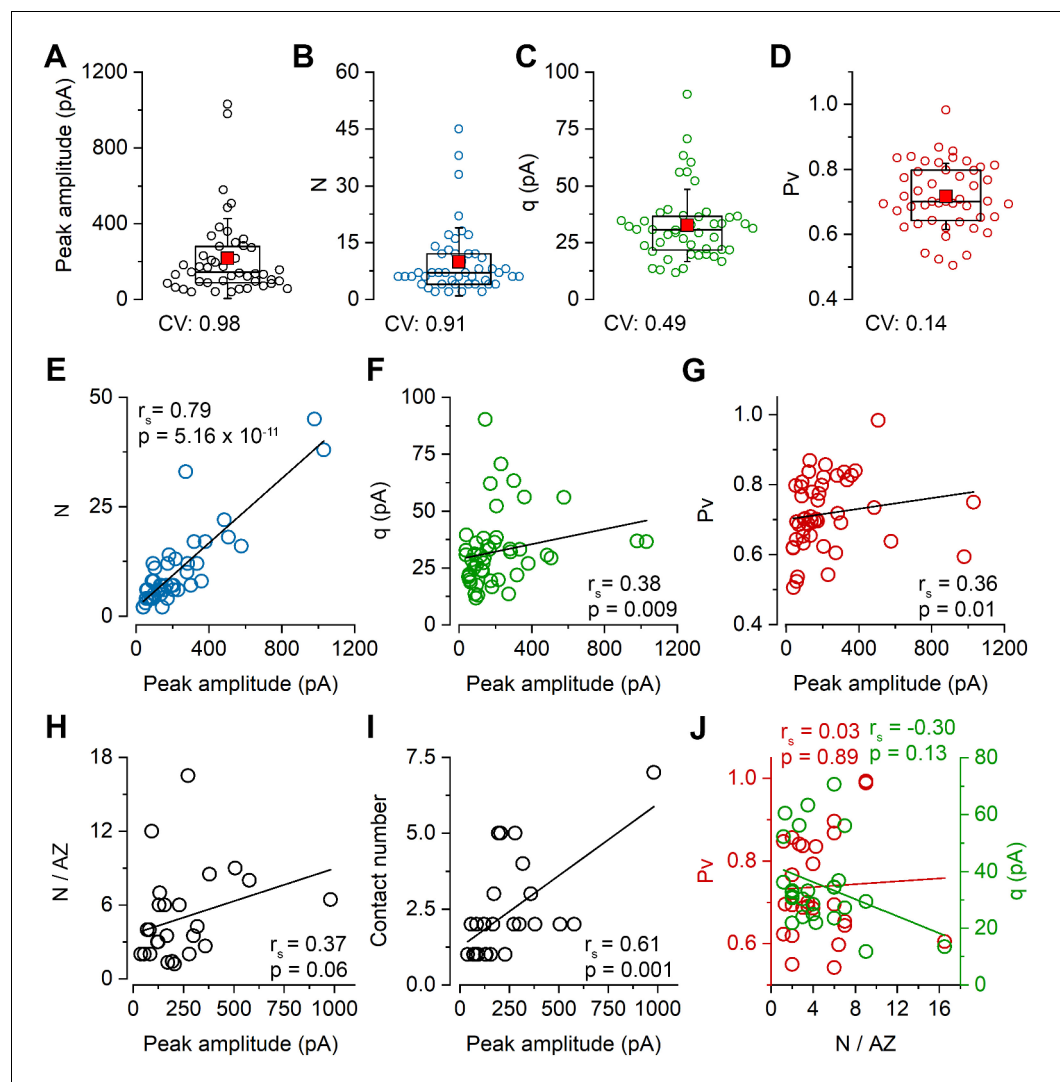 A
B
C
D
Peak amplitude (pA)
1200
800
400
0
CV: 0.98
N
60
45
30
15
0
CV: 0.91
q (pA)
100
75
50
25
0
CV: 0.49
Pv
1.0
0.8
0.6
0.4
CV: 0.14
E
N
50
25
0
rs = 0.79
p = 5.16 x 10-11
0 400 800 1200
Peak amplitude (pA)
F
q (pA)
100
75
50
25
0
rs = 0.38
p = 0.009
0 400 800 1200
Peak amplitude (pA)
G
Pv
1.0
0.8
0.6
0.4
rs = 0.36
p = 0.01
0 400 800 1200
Peak amplitude (pA)
H
N / AZ
18
12
6
0
rs = 0.37
p = 0.06
0 250 500 750 1000
Peak amplitude (pA)
I
Contact number
7.5
5.0
2.5
0.0
rs = 0.61
p = 0.001
0 250 500 750 1000
Peak amplitude (pA)
J
rs = 0.03
p = 0.89
rs = -0.30
p = 0.13
Pv
1.0
0.8
0.6
q (pA)
80
60
40
20
0
0 4 8 12 16
N / AZ